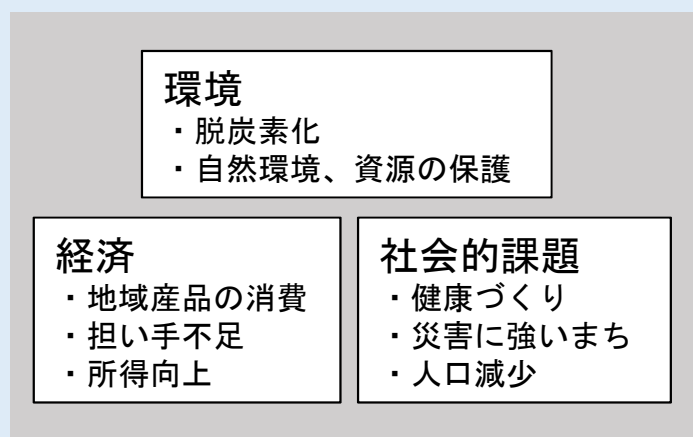 環境
・脱炭素化
・自然環境、資源の保護
経済
・地域産品の消費
・担い手不足
・所得向上
社会的課題
・健康づくり
・災害に強いまち
・人口減少